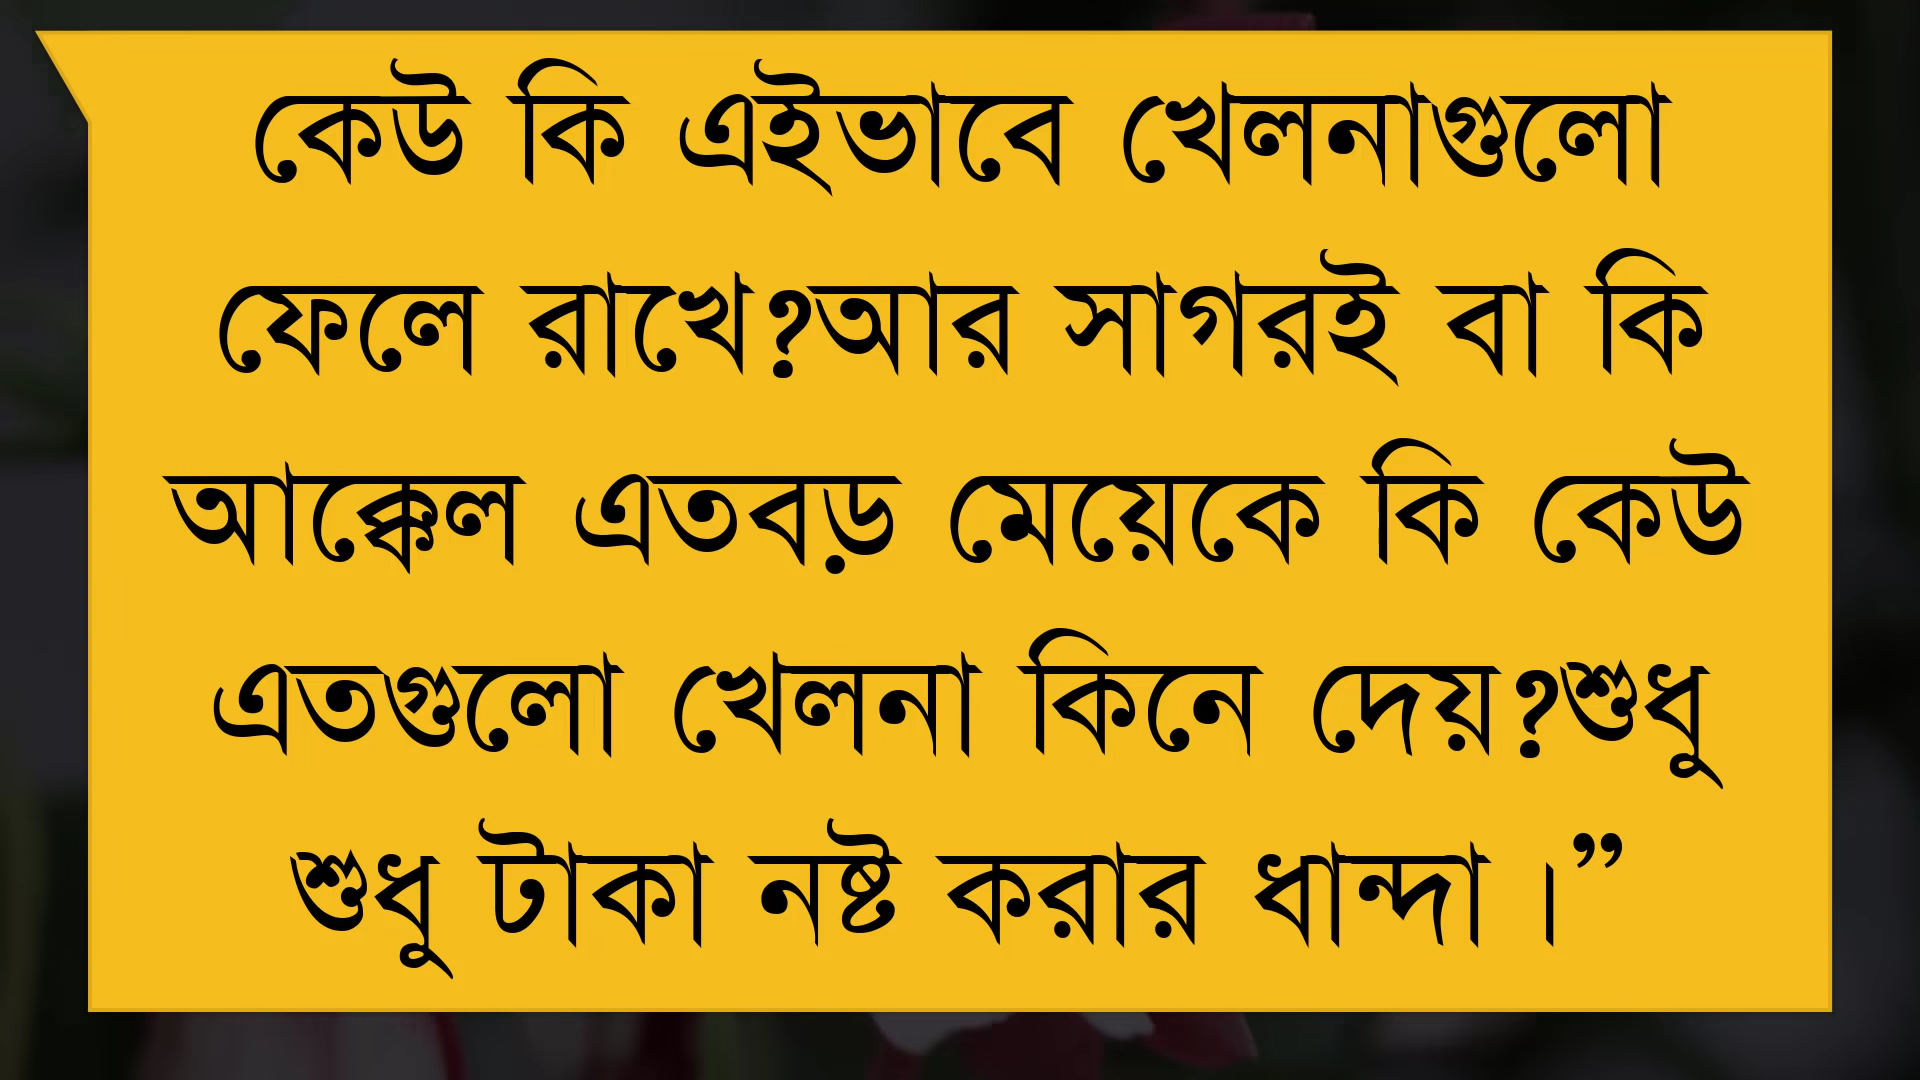 কেউ কি এইভাবে খেলনাগুলো
ফেলে রাখে?আর সাগরই বা কি
আক্কেল এতবড় মেয়েকে কি কেউ
এতগুলো খেলনা কিনে দেয়?শুধু
শুধু টাকা নষ্ট করার ধান্দা ।”